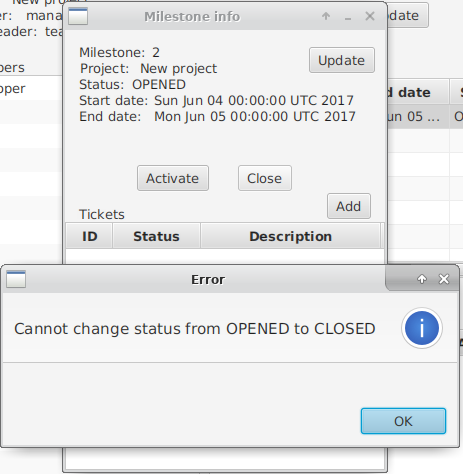 New pro
Milestone info
er: mana
date
eader: tea
Milestone: 2
Project: New project
Update
Status: OPENED
pers
Start date: Sun Jun 04 00:00:00 UTC 2017
oper
End date: Mon Jun 05 00:00:00 UTC 2017
d date
un 05 ...
Activate
Close
Add
Tickets
ID Status Description
Error
Cannot change status from OPENED to CLOSED
i
OK